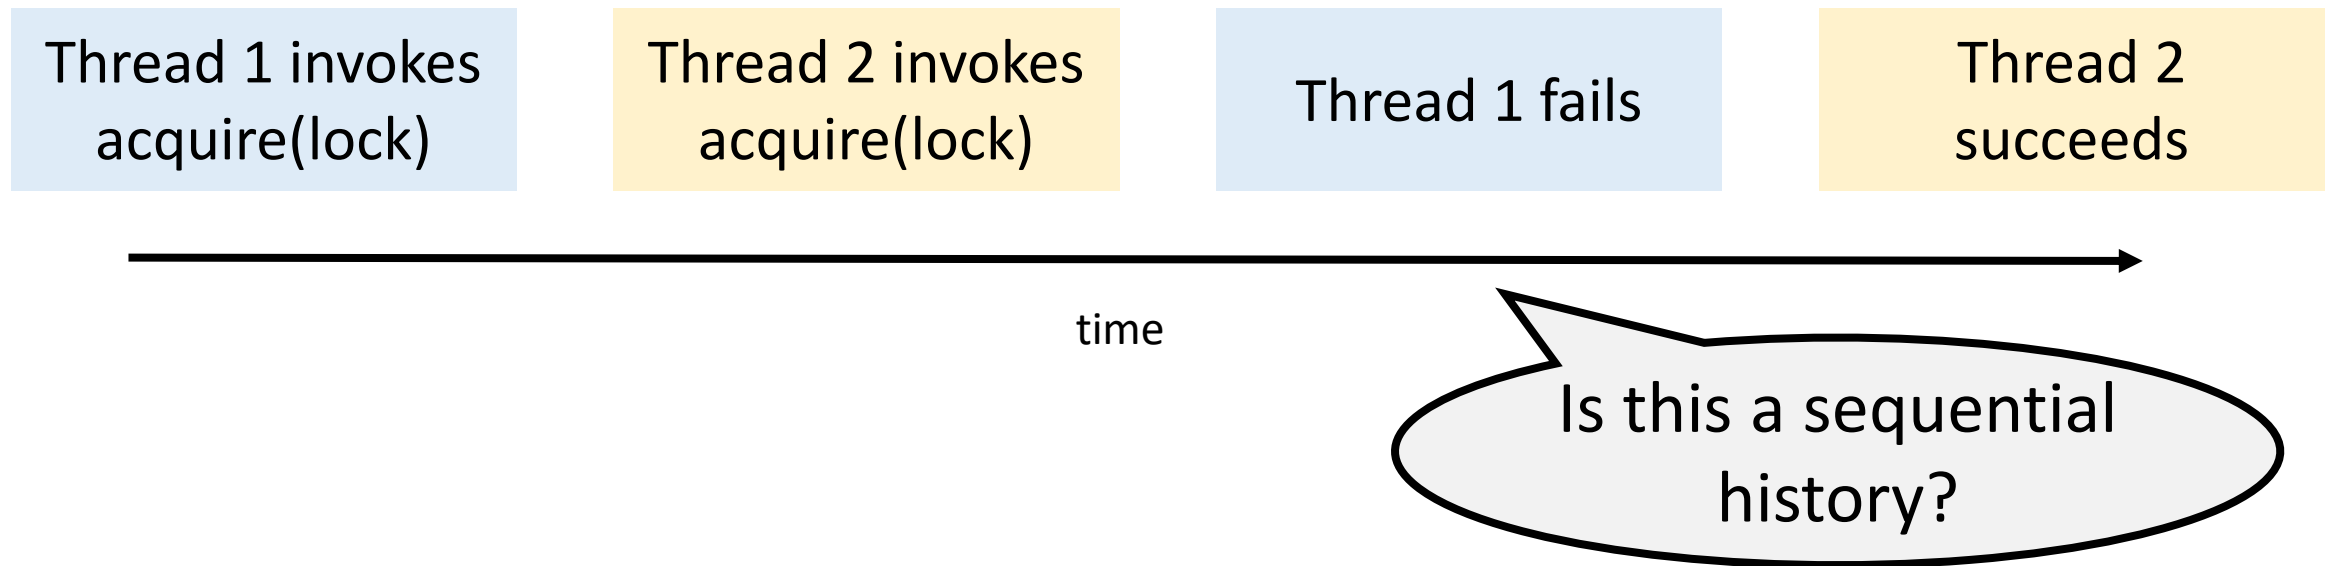 Thread 1 invokes
acquire(lock)
Thread 2 invokes
acquire(lock)
Thread 1 fails
Thread 2
succeeds
time
Is this a sequential
history?